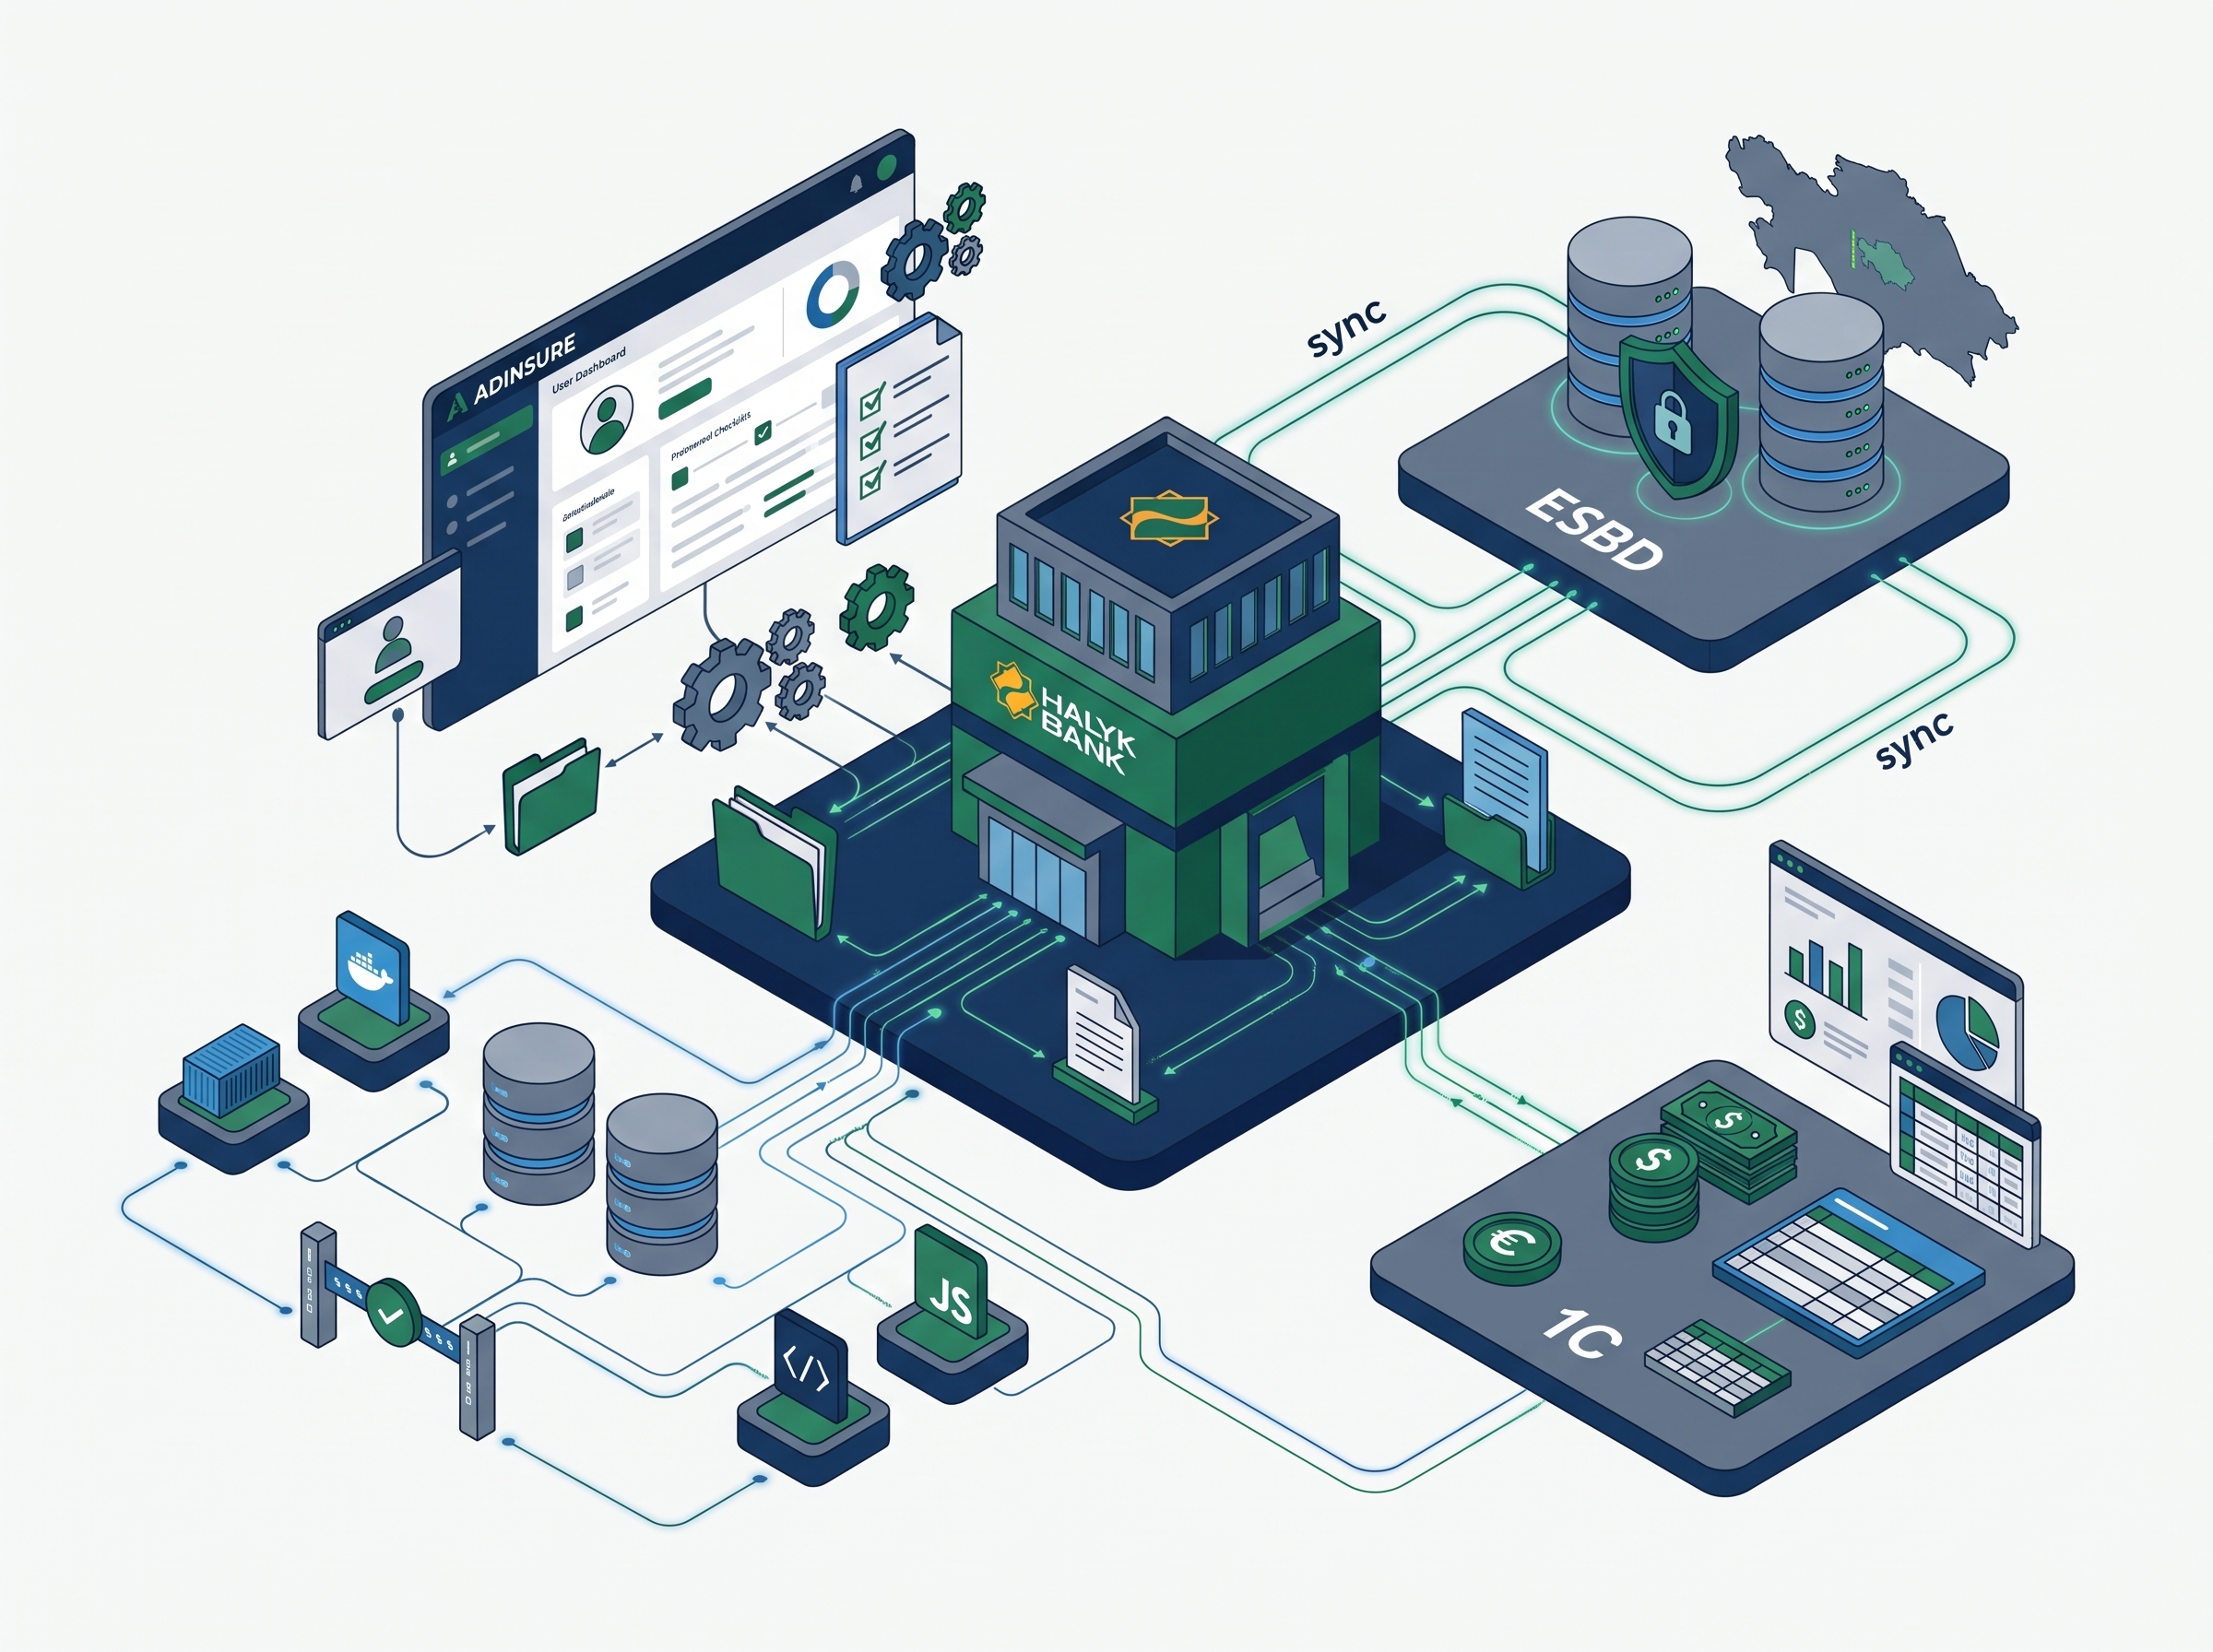 ADINSURE
User Dashboard
sync
ESBD
HALYK
BANK
sync
JS
</>
1C